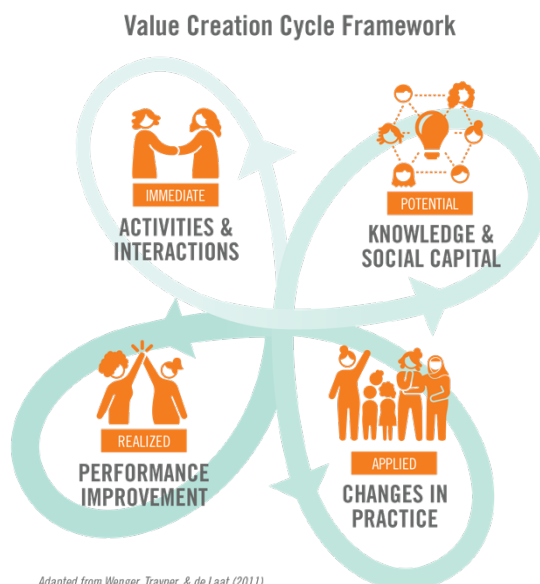 Value Creation Cycle Framework
IMMEDIATE
ACTIVITIES &
INTERACTIONS
POTENTIAL
KNOWLEDGE &
SOCIAL CAPITAL
REALIZED
PERFORMANCE
IMPROVEMENT
APPLIED
CHANGES IN
PRACTICE
Adapted from Wenger, Trayner, & de Laat (2011)